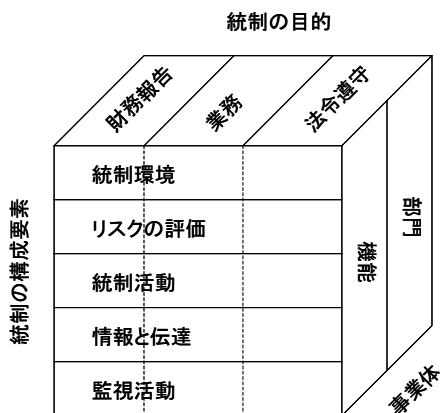 統制の目的
財務報告
業務
法令遵守
統制の構成要素
統制環境
リスクの評価
統制活動
情報と伝達
監視活動
機能
部門
事業体